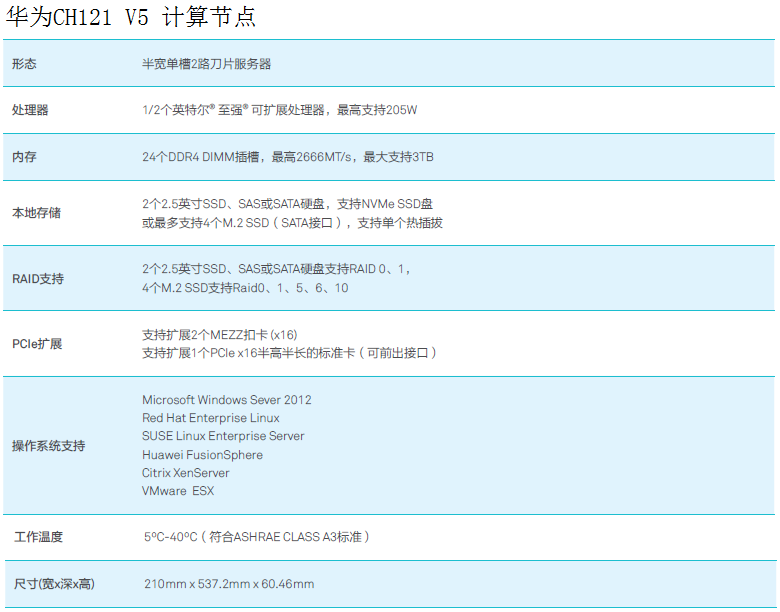 华为CH121 V5 计算节点
形态 半宽单槽2路刀片服务器
处理器 1/2个英特尔® 至强® 可扩展处理器，最高支持205W
内存 24个DDR4 DIMM插槽，最高2666MT/s，最大支持3TB
本地存储 2个2.5英寸SSD、SAS或SATA硬盘，支持NVMe SSD盘
或最多支持4个M.2 SSD（SATA接口），支持单个热插拔
RAID支持 2个2.5英寸SSD、SAS或SATA硬盘支持RAID 0、1，
4个M.2 SSD支持Raid0、1、5、6、10
PCIe扩展 支持扩展2个MEZZ扣卡 (x16)
支持扩展1个PCIe x16半高半长的标准卡（可前出接口）
操作系统支持 Microsoft Windows Sever 2012
Red Hat Enterprise Linux
SUSE Linux Enterprise Server
Huawei FusionSphere
Citrix XenServer
VMware ESX
工作温度 5ºC-40ºC（符合ASHRAE CLASS A3标准）
尺寸(宽x深x高) 210mm x 537.2mm x 60.46mm